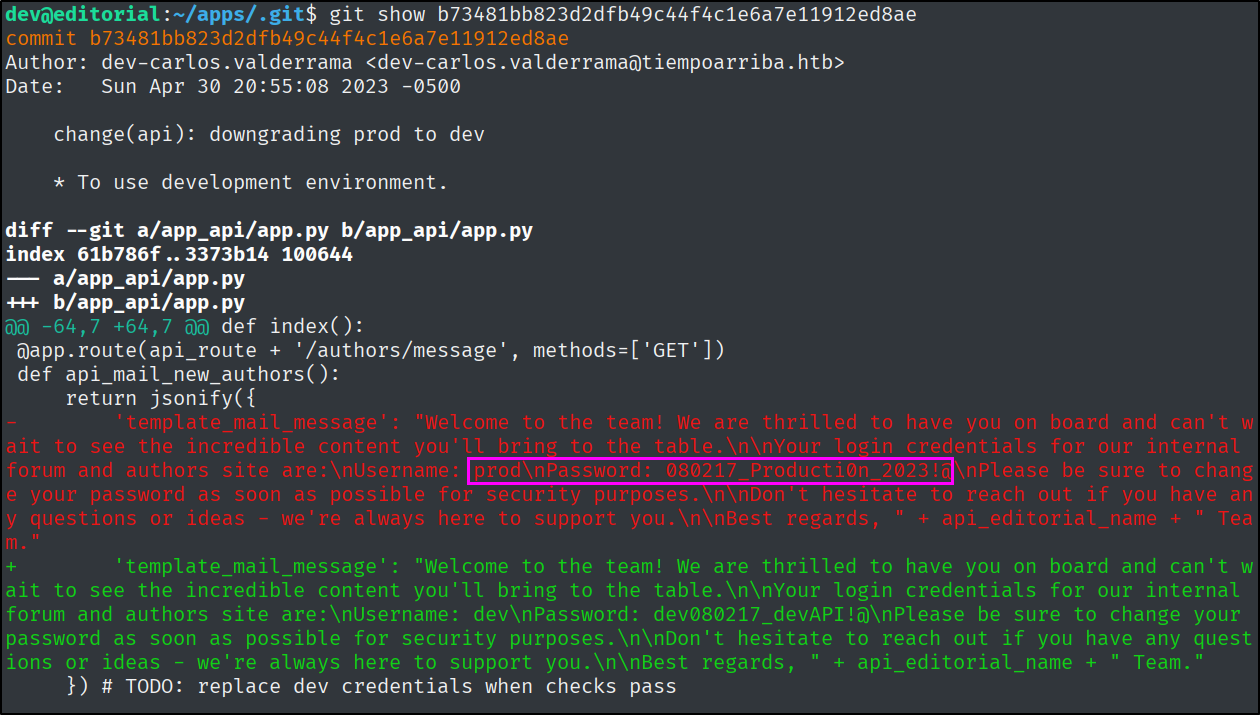 dev@editorial:~/apps/.git$ git show b73481bb823d2dfb49c44f4c1e6a7e11912ed8ae
commit b73481bb823d2dfb49c44f4c1e6a7e11912ed8ae
Author: dev-carlos.valderrama <dev-carlos.valderrama@tiempoarriba.htb>
Date:   Sun Apr 30 20:55:08 2023 -0500

    change(api): downgrading prod to dev

    * To use development environment.

diff --git a/app_api/app.py b/app_api/app.py
index 61b786f..3373b14 100644
--- a/app_api/app.py
+++ b/app_api/app.py
@@ -64,7 +64,7 @@ def index():
 @app.route(api_route + '/authors/message', methods=['GET'])
 def api_mail_new_authors():
     return jsonify({
-        'template_mail_message': "Welcome to the team! We are thrilled to have you on board and can't w
ait to see the incredible content you'll bring to the table.\n\nYour login credentials for our internal
forum and authors site are:\nUsername: prod\nPassword: 080217_Producti0n_2023!@\nPlease be sure to chang
e your password as soon as possible for security purposes.\n\nDon't hesitate to reach out if you have an
y questions or ideas - we're always here to support you.\n\nBest regards, " + api_editorial_name + " Tea
m."
+        'template_mail_message': "Welcome to the team! We are thrilled to have you on board and can't w
ait to see the incredible content you'll bring to the table.\n\nYour login credentials for our internal
forum and authors site are:\nUsername: dev\nPassword: dev080217_devAPI!@\nPlease be sure to change your
password as soon as possible for security purposes.\n\nDon't hesitate to reach out if you have any quest
ions or ideas - we're always here to support you.\n\nBest regards, " + api_editorial_name + " Team."
     }) # TODO: replace dev credentials when checks pass